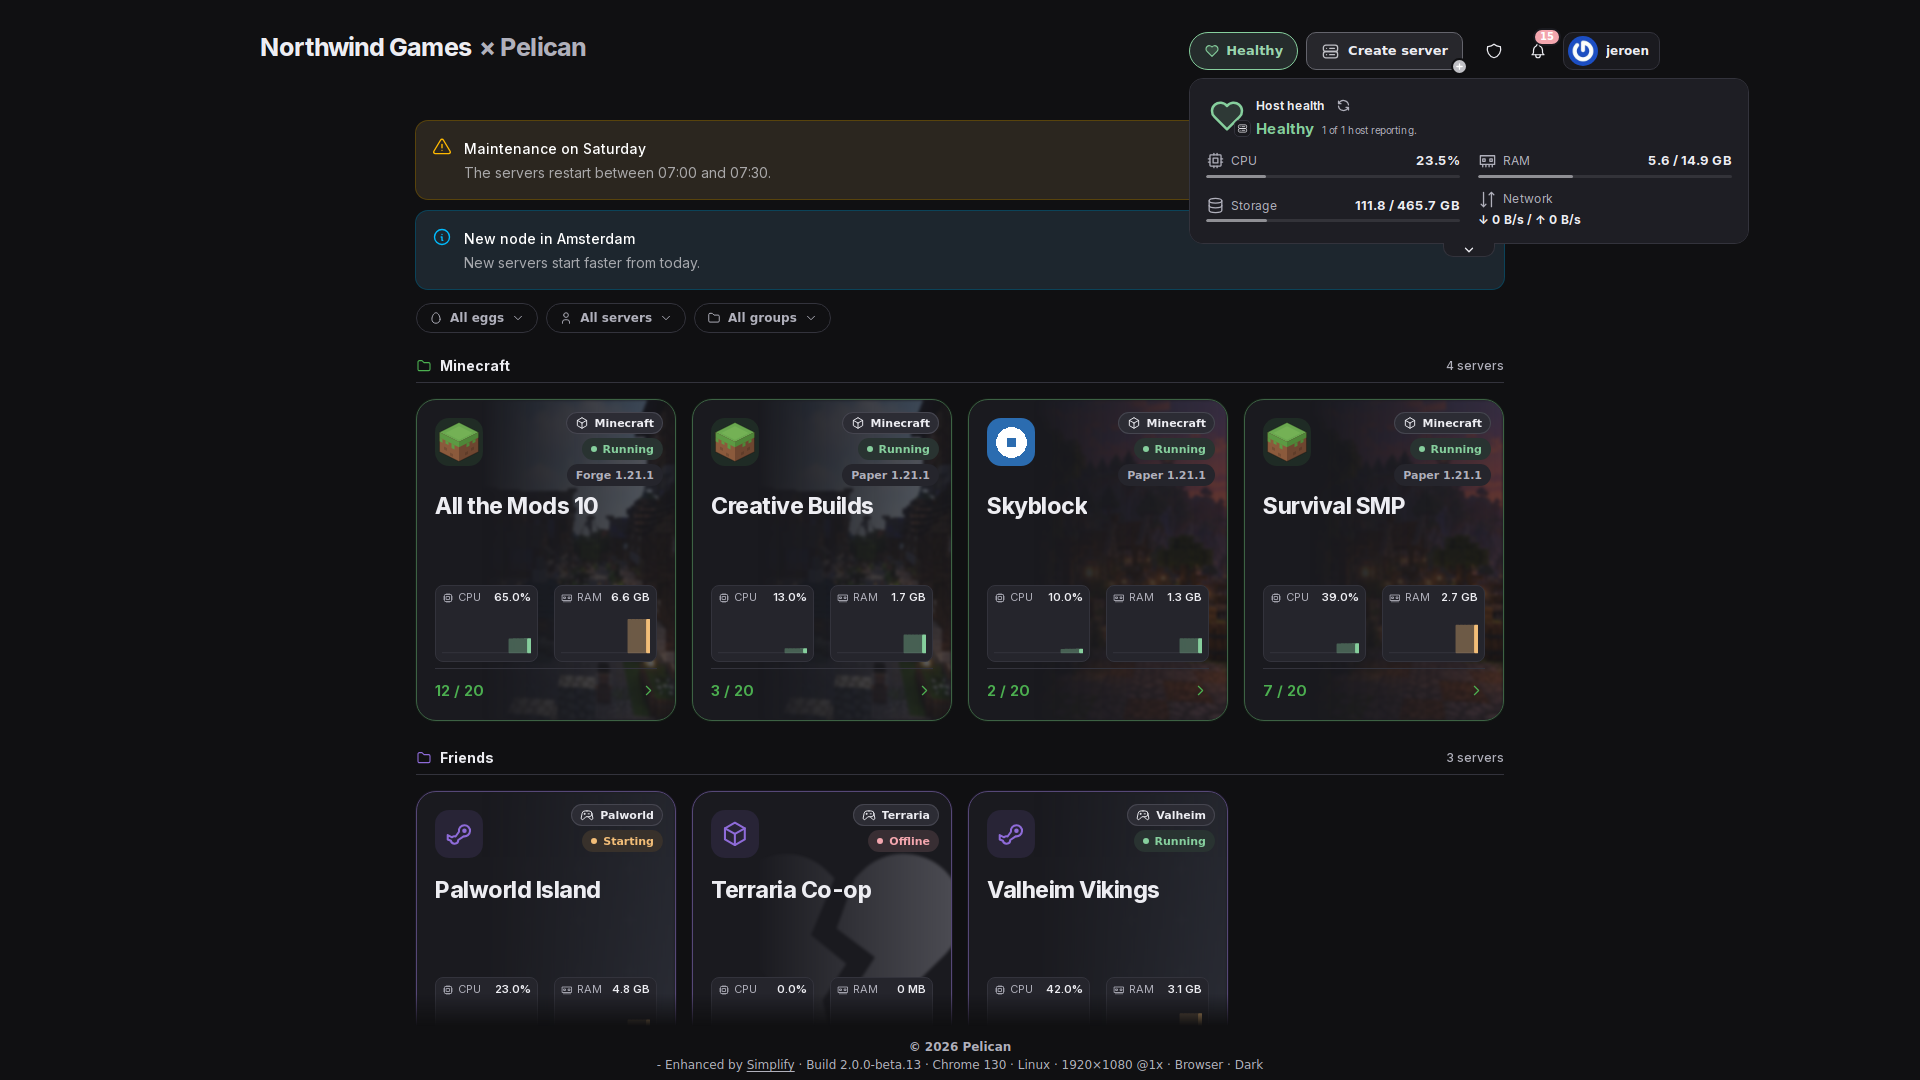 Northwind Games × Pelican
Healthy
Create server
15
jeroen
Host health
Healthy 1 of 1 host reporting.
CPU 23.5%
RAM 5.6 / 14.9 GB
Storage 111.8 / 465.7 GB
Network
↓ 0 B/s / ↑ 0 B/s
Maintenance on Saturday
The servers restart between 07:00 and 07:30.
New node in Amsterdam
New servers start faster from today.
All eggs
All servers
All groups
Minecraft
4 servers
Minecraft
Running
Forge 1.21.1
All the Mods 10
CPU 65.0%
RAM 6.6 GB
12 / 20
Minecraft
Running
Paper 1.21.1
Creative Builds
CPU 13.0%
RAM 1.7 GB
3 / 20
Minecraft
Running
Paper 1.21.1
Skyblock
CPU 10.0%
RAM 1.3 GB
2 / 20
Minecraft
Running
Paper 1.21.1
Survival SMP
CPU 39.0%
RAM 2.7 GB
7 / 20
Friends
3 servers
Palworld
Starting
Palworld Island
CPU 23.0%
RAM 4.8 GB
Terraria
Offline
Terraria Co-op
CPU 0.0%
RAM 0 MB
Valheim
Running
Valheim Vikings
CPU 42.0%
RAM 3.1 GB
© 2026 Pelican
- Enhanced by Simplify · Build 2.0.0-beta.13 · Chrome 130 · Linux · 1920×1080 @1x · Browser · Dark